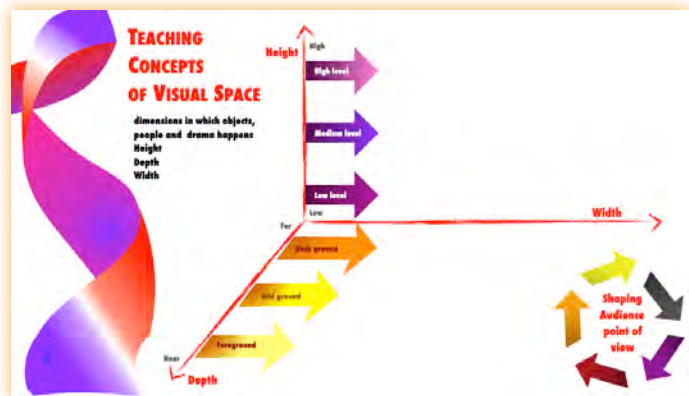 TEACHING
CONCEPTS
OF VISUAL SPACE
dimensions in which objects,
people and drama happens
Height
Depth
Width
Height
High
High level
Medium level
Low level
Low
Width
Far
Back ground
Mid ground
Foreground
Near
Depth
Shaping
Audience
point of
view